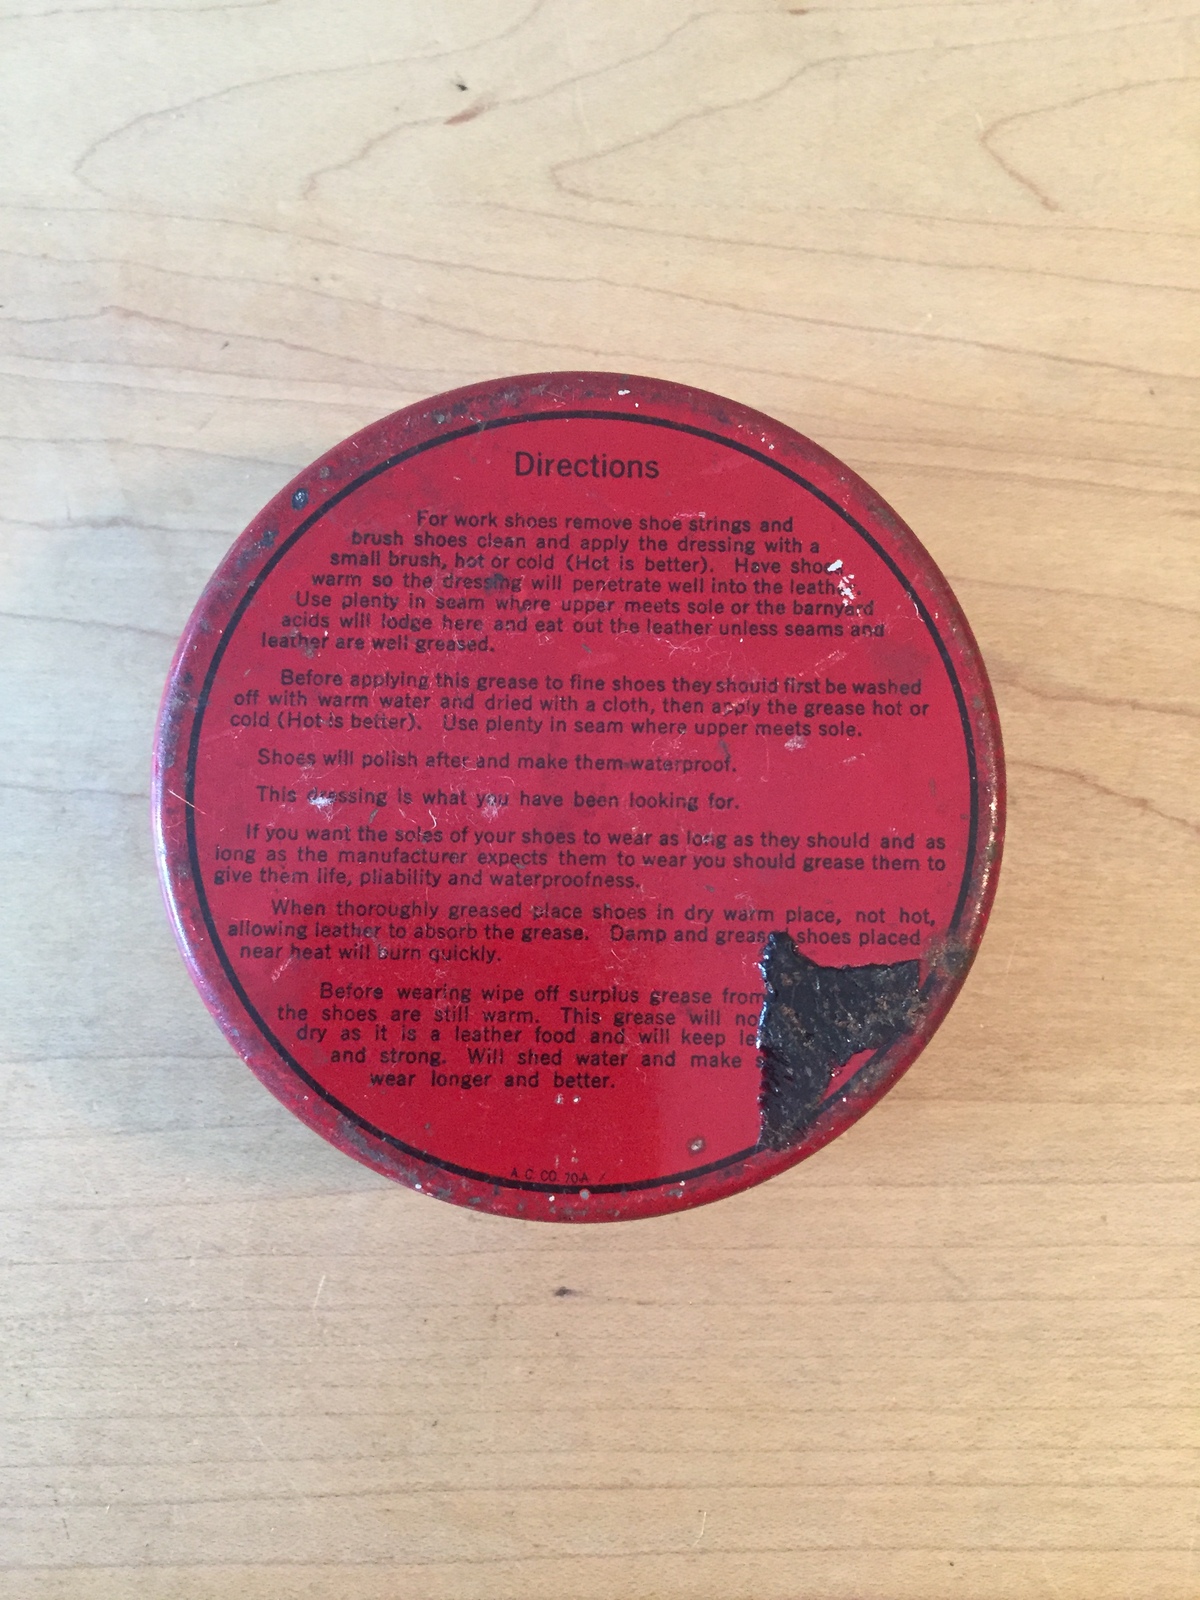 Directions
For work shoes remove shoe strings and
brush shoes clean and apply the dressing with a
small brush, hot or cold (Hot is better). Have
warm so the dressing will penetrate well into the
Use plenty in seam where upper meets sole or the barnyard
acids will lodge here and eat out the leather unless seams and
leather are well greased.
Before applying this grease to fine shoes they should first be washed
off with warm water and dried with a cloth, then apply the grease hot or
cold (Hot is better). Use plenty in seam where upper meets sole.
Shoes will polish after and make them waterproof.
This dressing is what you have been looking for.
If you want the soles of your shoes to wear as long as they should and as
long as the manufacturer expects them to wear you should grease them to
give them life, pliability and waterproofness.
When thoroughly greased place shoes in dry warm place, not hot,
allowing leather to absorb the grease. Damp and greased shoes placed
near heat will burn quickly.
Before wearing wipe off surplus grease from
the shoes are still warm. This grease will
dry as it is a leather food and will keep
and strong. Will shed water and make
wear longer and better.
A. C. CO. 70A